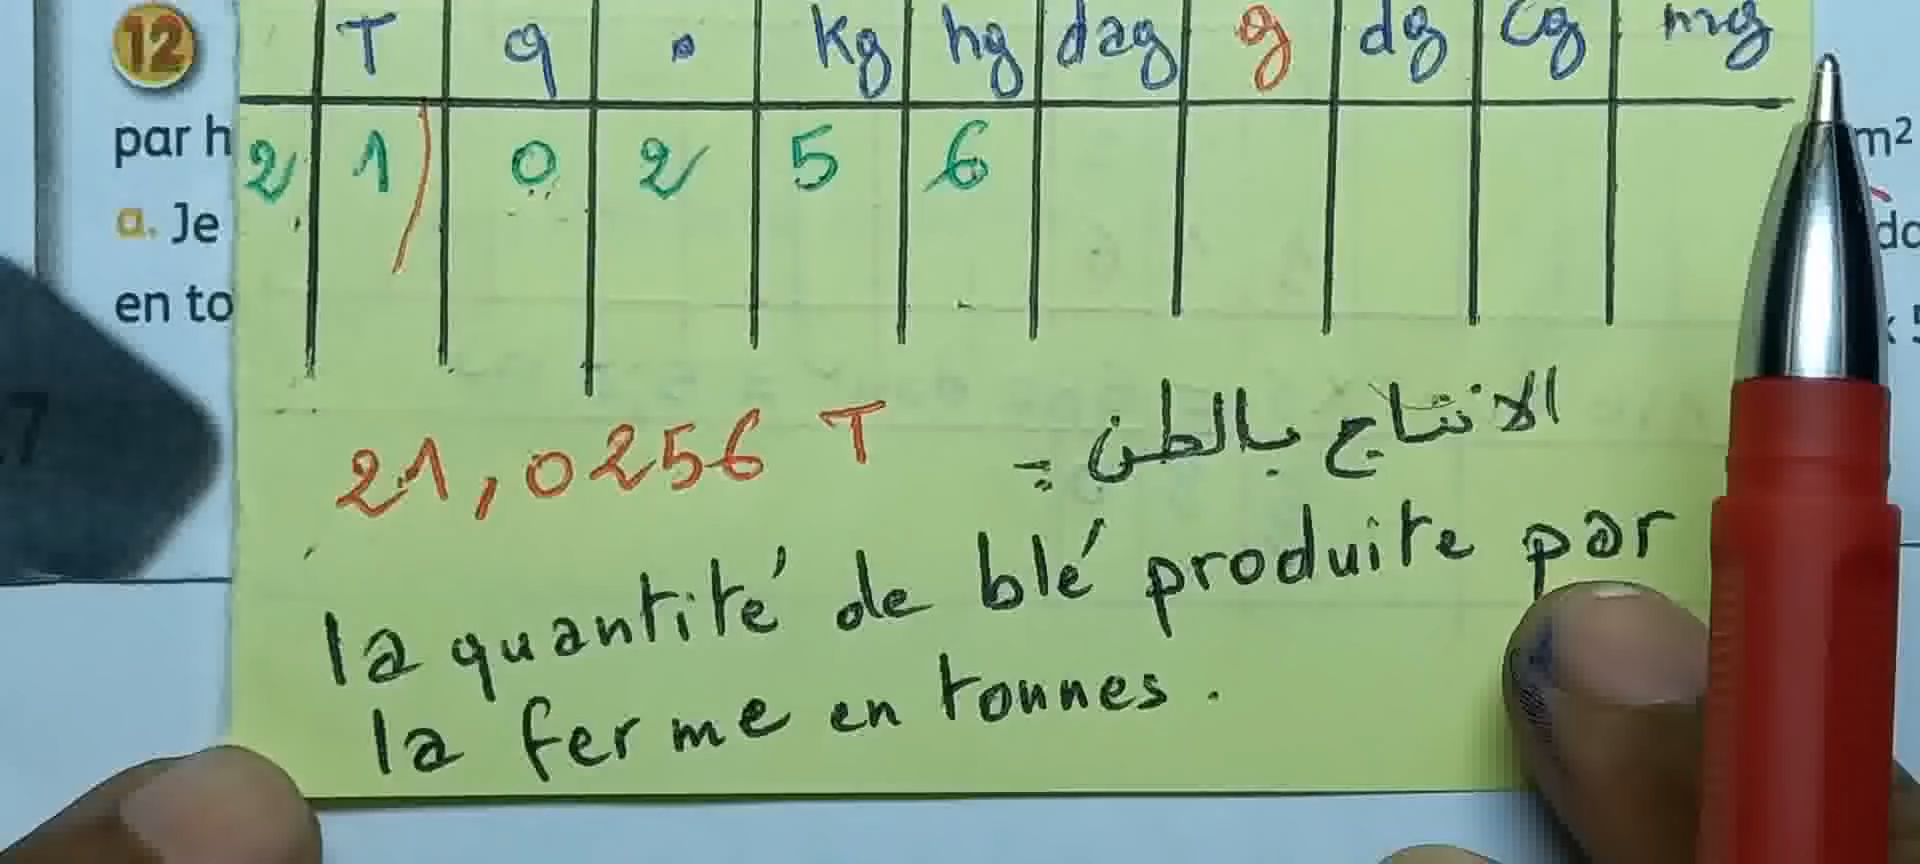 12
T q • kg hg dag g dg cg mg
par h
2 1 0 2 5 6
m²
a. Je
en to
21,0256 T
الانتاج بالطن :
la quantité de blé produite par
la ferme en tonnes.